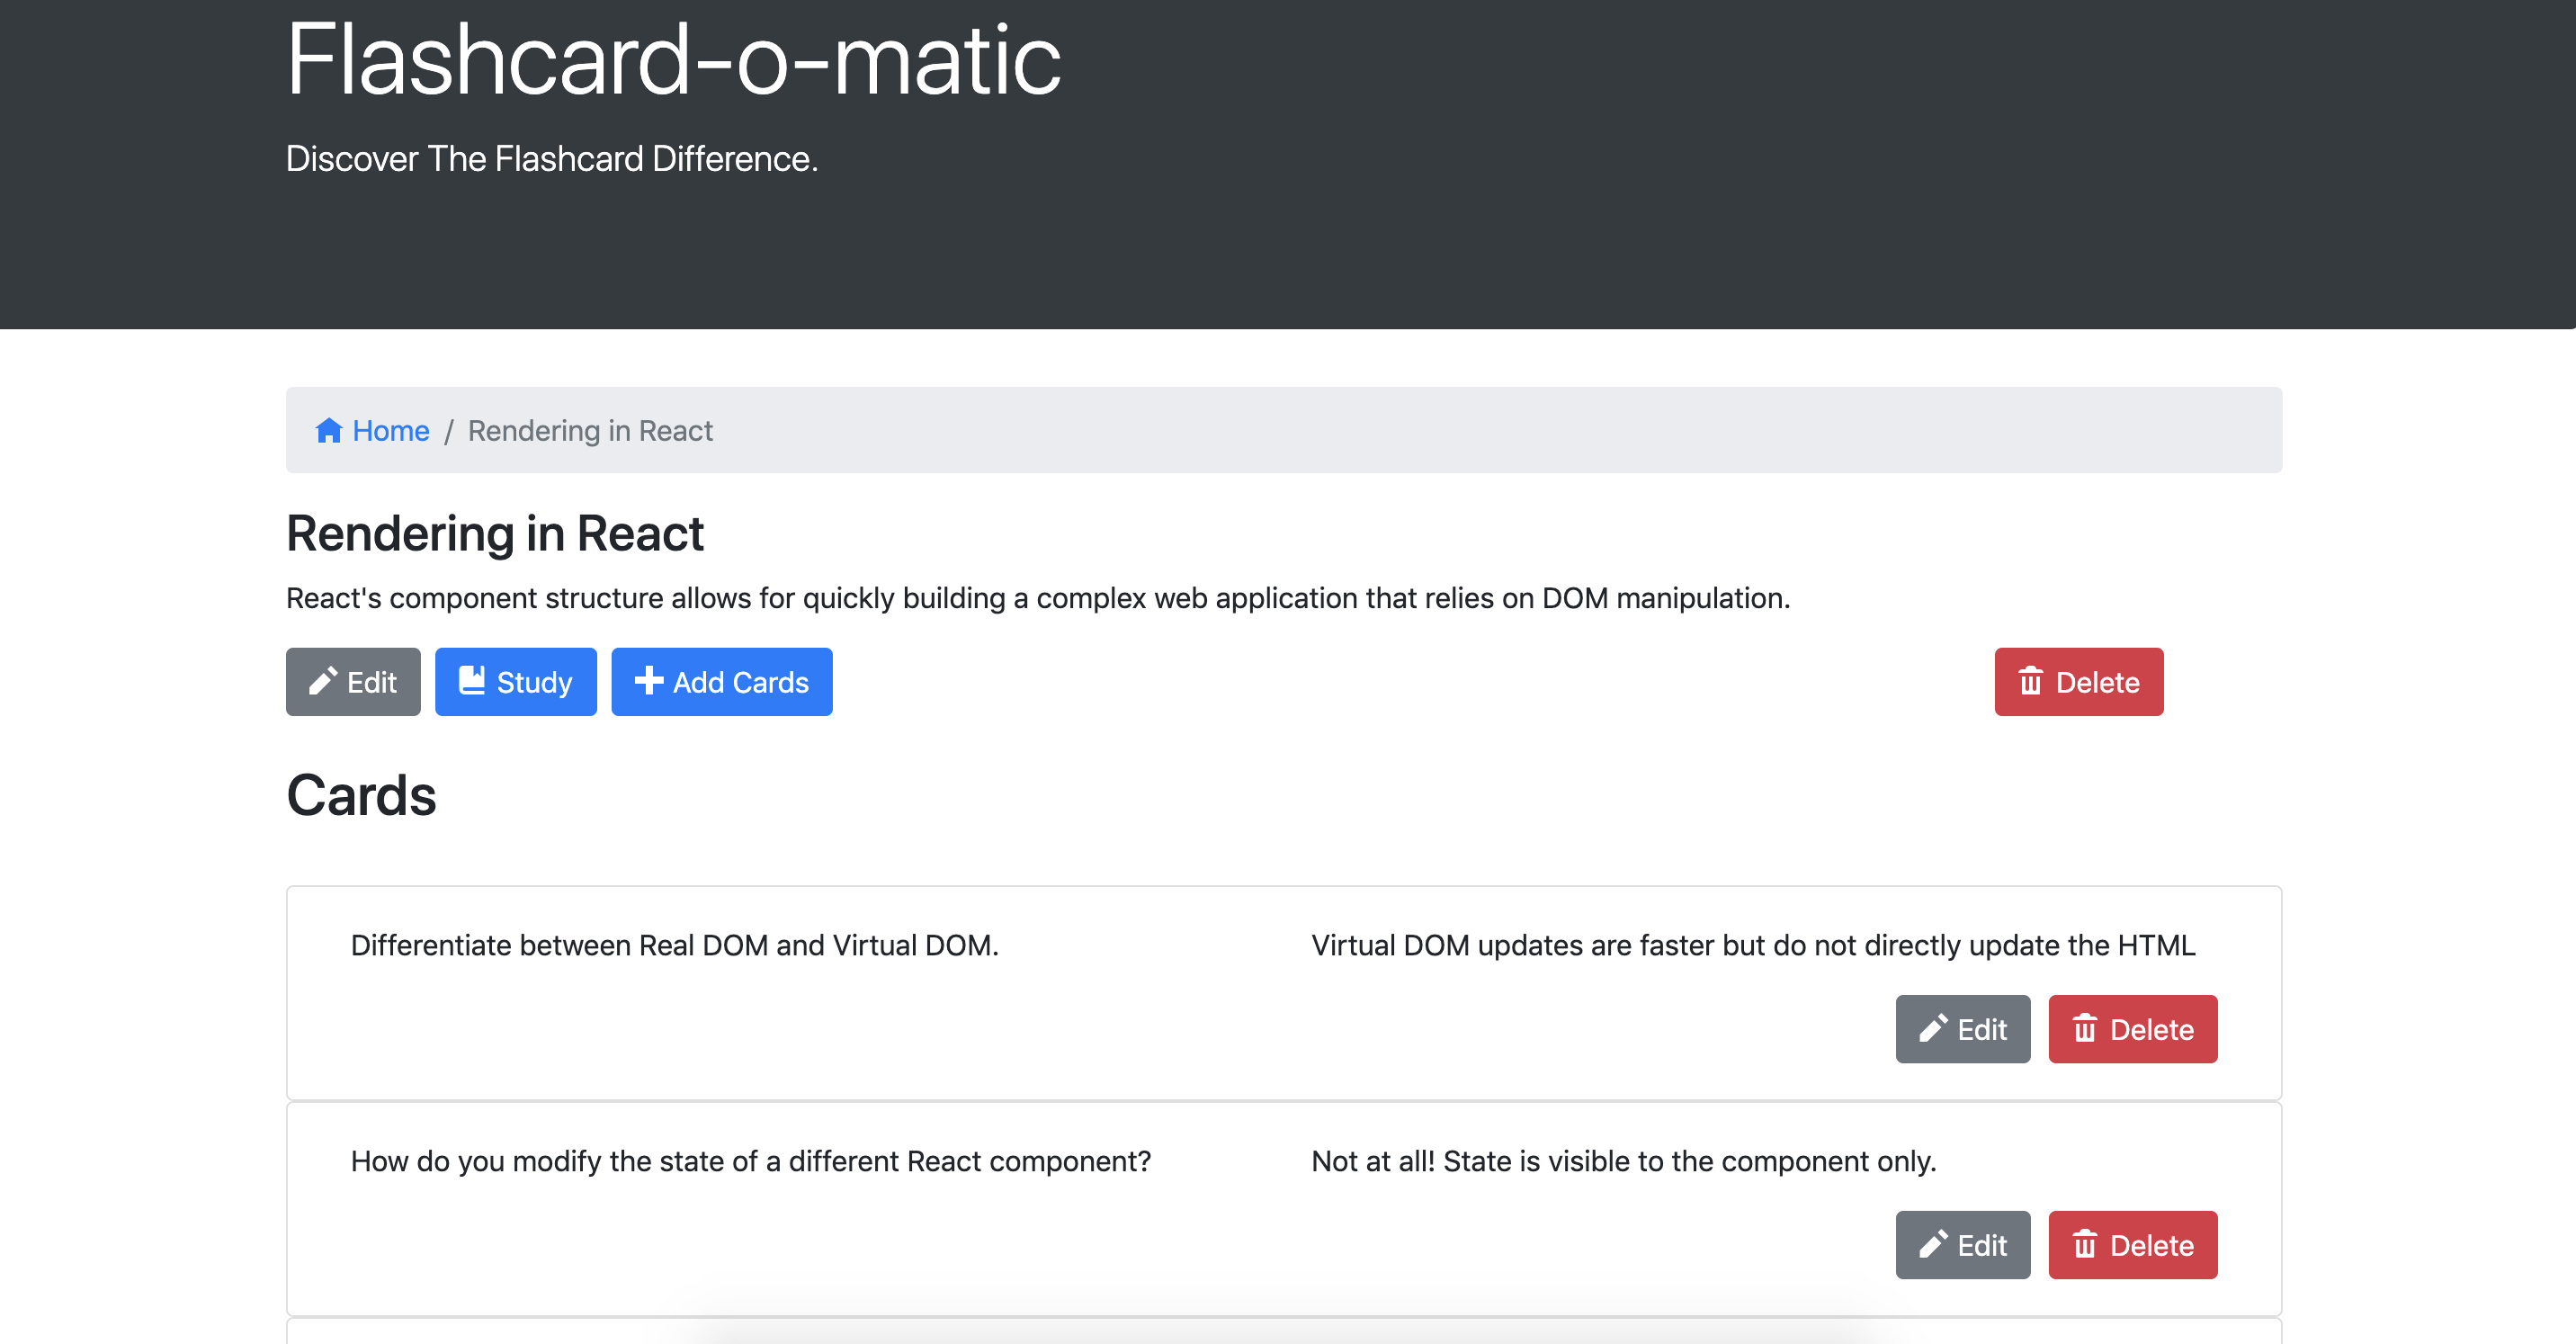 Flashcard-o-matic
Discover The Flashcard Difference.
Home / Rendering in React
Rendering in React
React's component structure allows for quickly building a complex web application that relies on DOM manipulation.
Edit Study Add Cards Delete
Cards
Differentiate between Real DOM and Virtual DOM. Virtual DOM updates are faster but do not directly update the HTML
Edit Delete
How do you modify the state of a different React component? Not at all! State is visible to the component only.
Edit Delete